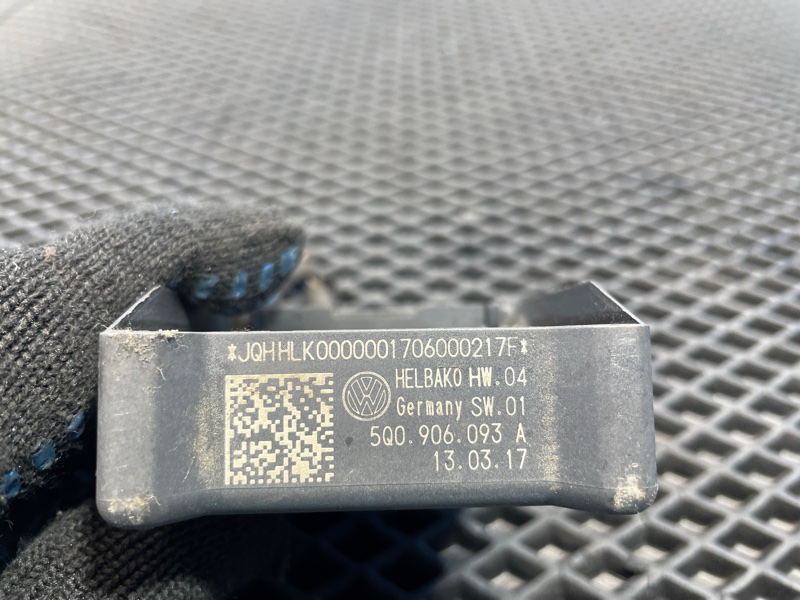 *JQHHLK0000001706000217F*
HELBAKO HW.04
Germany SW.01
5Q0.906.093 A
13.03.17